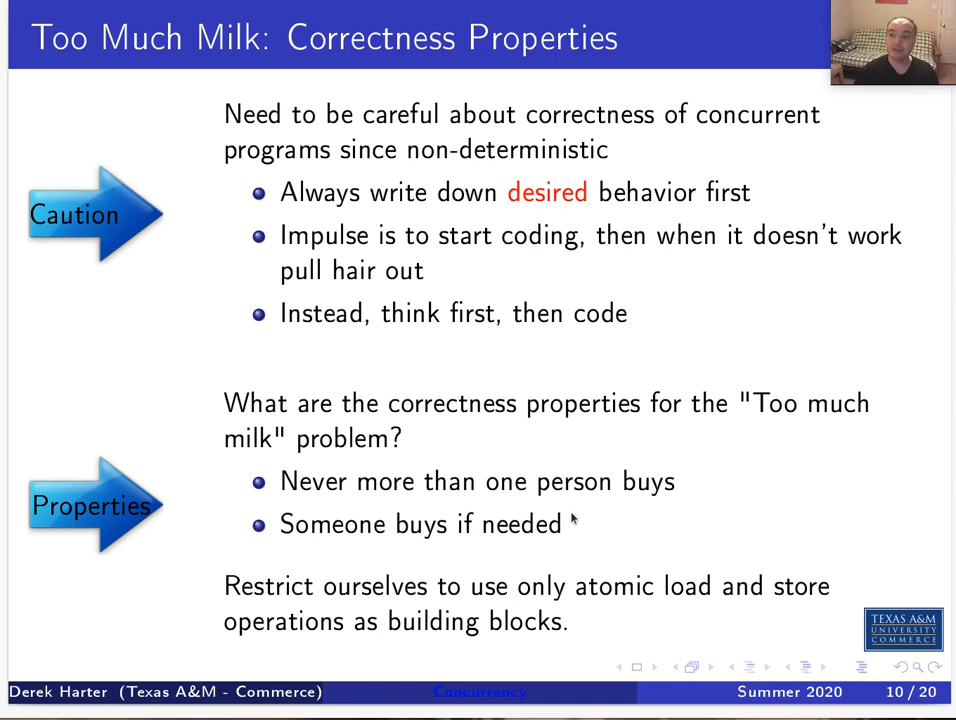 Too Much Milk: Correctness Properties
Need to be careful about correctness of concurrent
programs since non-deterministic
Caution
Always write down desired behavior first
Impulse is to start coding, then when it doesn't work
pull hair out
Instead, think first, then code
What are the correctness properties for the "Too much
milk" problem?
Properties
Never more than one person buys
Someone buys if needed
Restrict ourselves to use only atomic load and store
operations as building blocks.
TEXAS A&M
UNIVERSITY
COMMERCE
Derek Harter (Texas A&M - Commerce) Concurrency Summer 2020 10 / 20